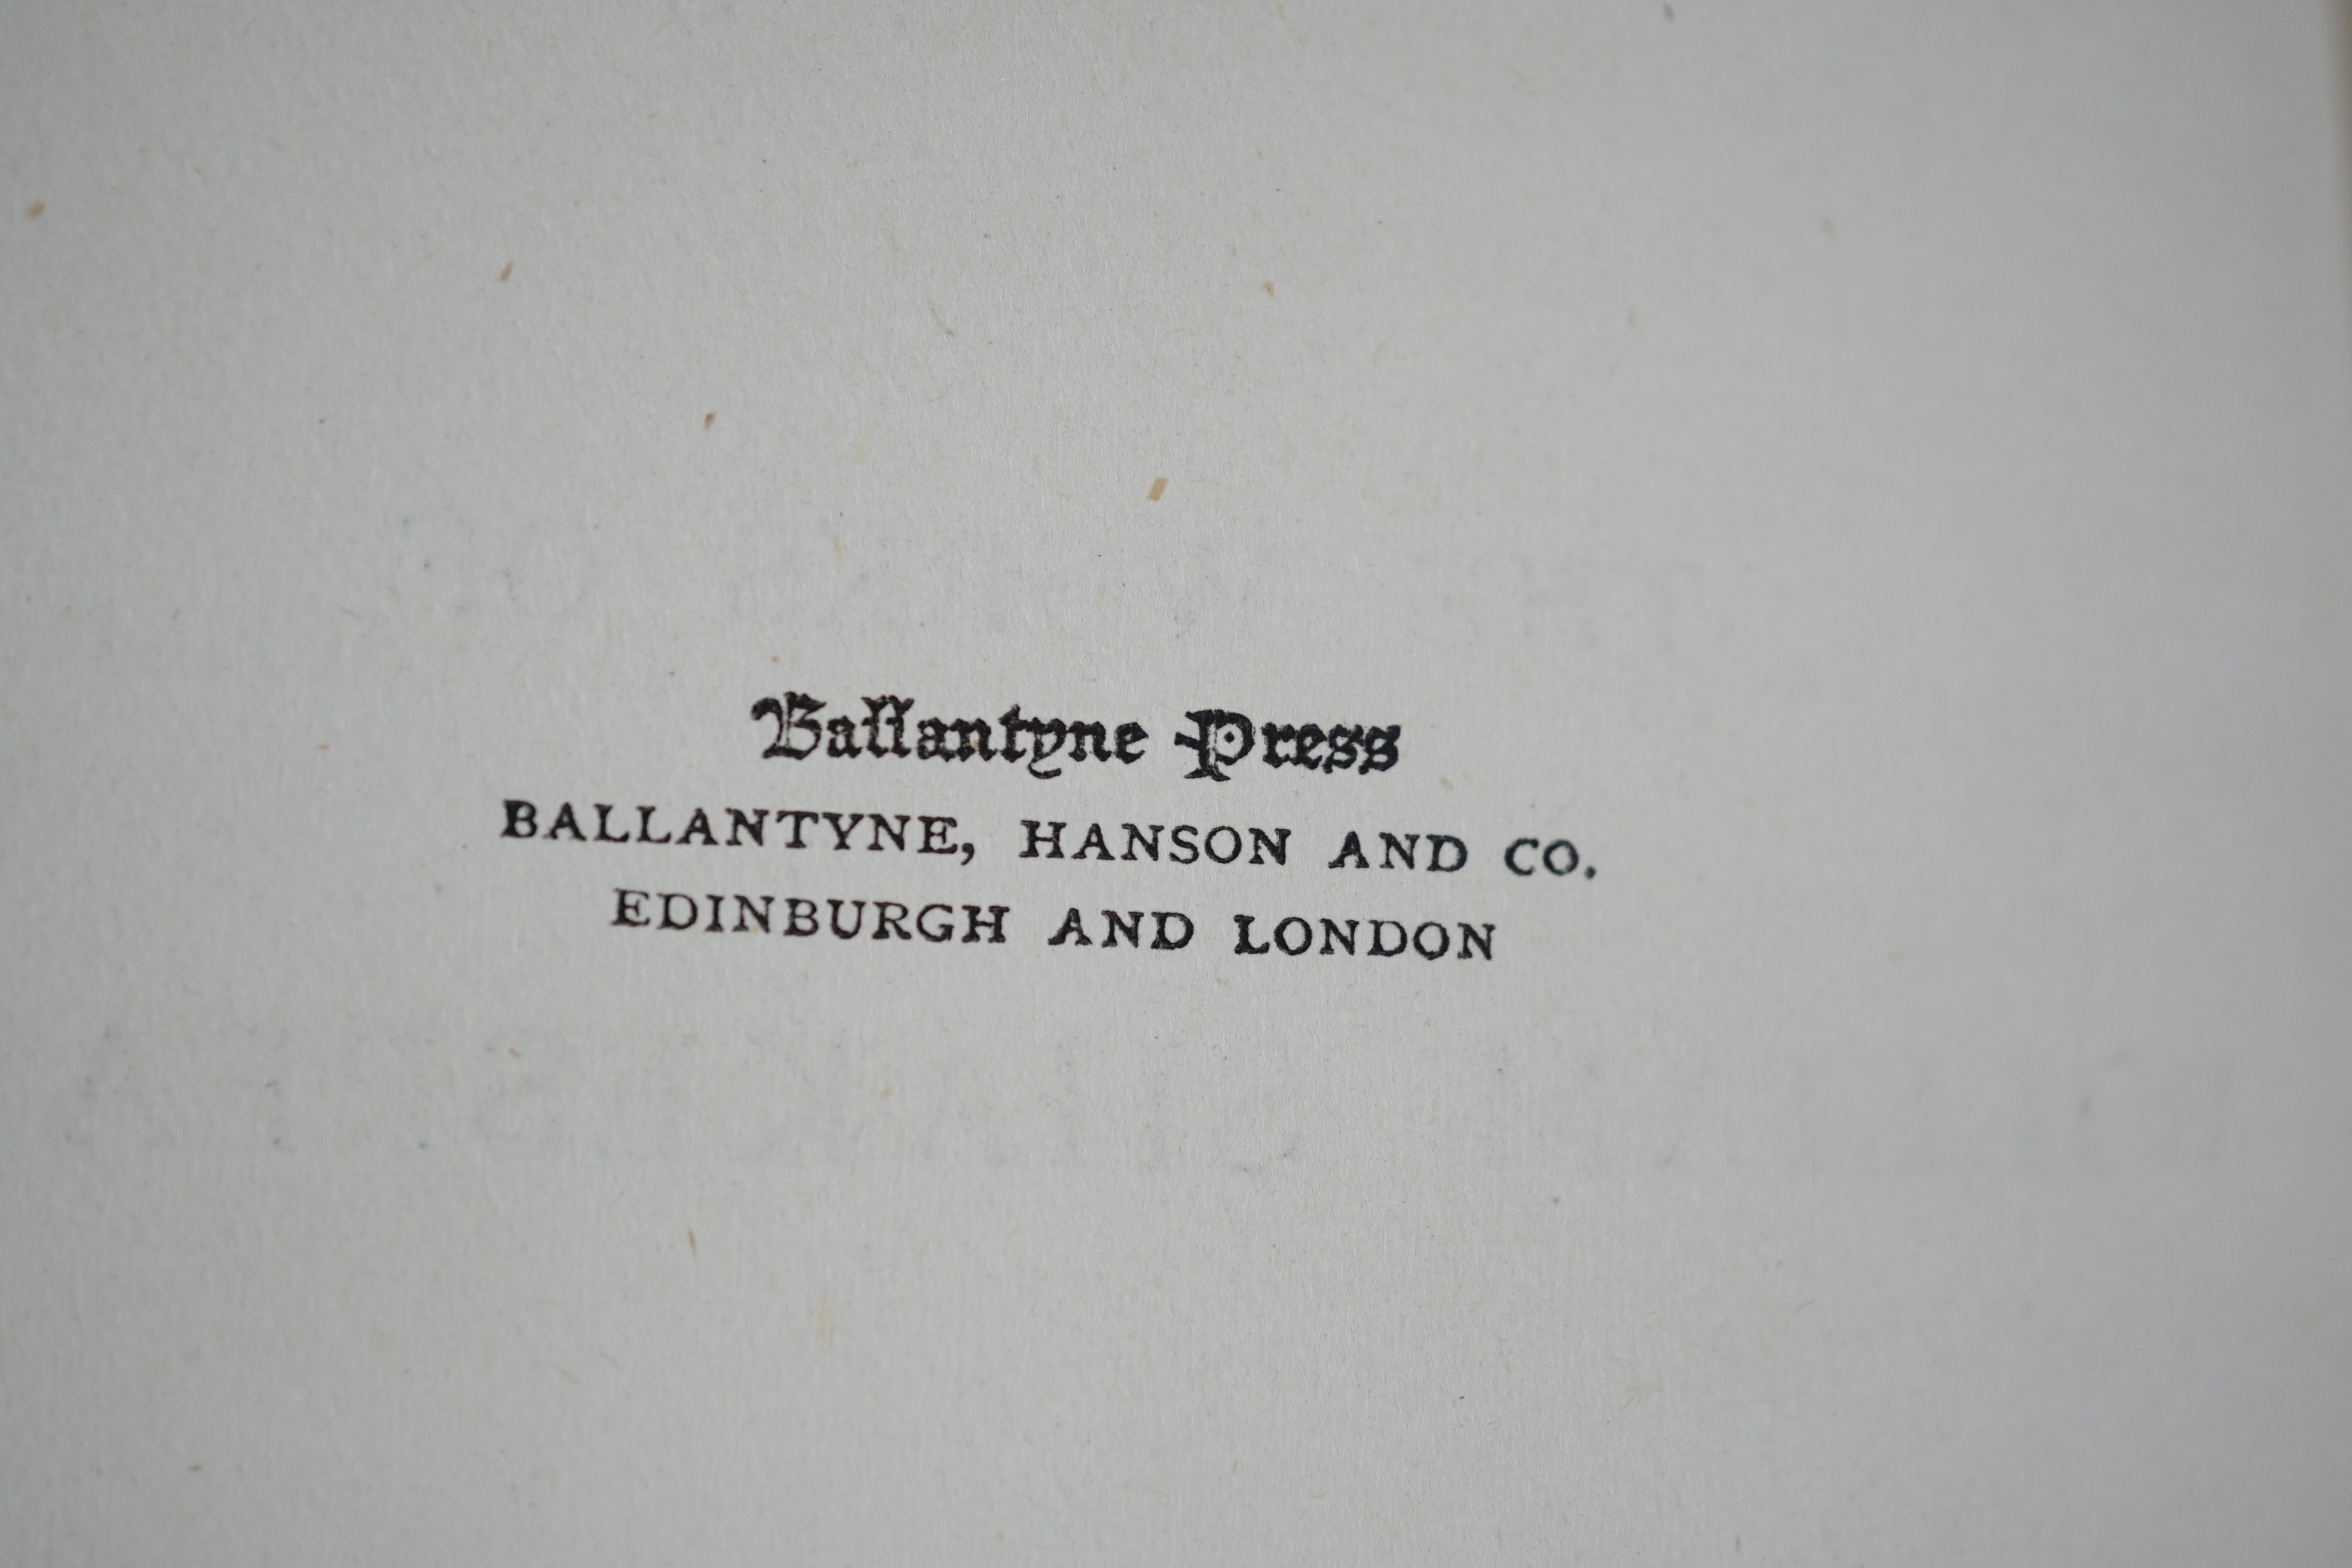 Ballantyne Press
BALLANTYNE, HANSON AND CO.
EDINBURGH AND LONDON